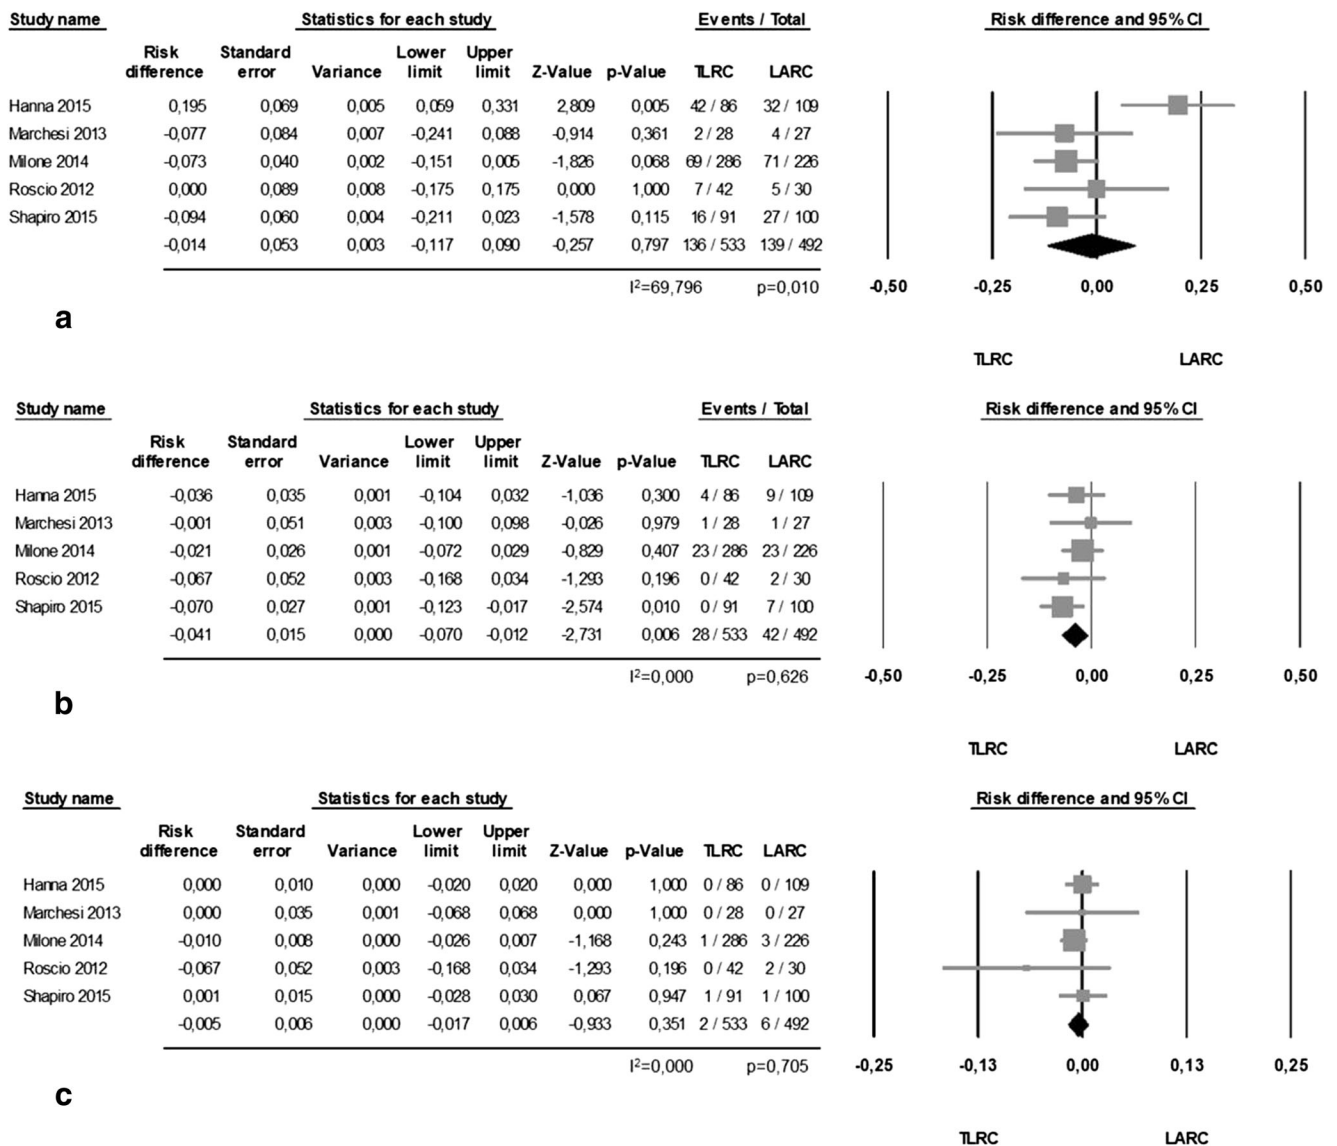 Study name Statistics for each study Events / Total Risk difference and 95% CI
Risk difference Standard error Variance Lower limit Upper limit Z-Value p-Value TLRC LARC
Hanna 2015 0,195 0,069 0,005 0,059 0,331 2,809 0,005 42 / 86 32 / 109
Marchesi 2013 -0,077 0,084 0,007 -0,241 0,088 -0,914 0,361 2 / 28 4 / 27
Milone 2014 -0,073 0,040 0,002 -0,151 0,005 -1,826 0,068 69 / 286 71 / 226
Roscio 2012 0,000 0,089 0,008 -0,175 0,175 0,000 1,000 7 / 42 5 / 30
Shapiro 2015 -0,094 0,060 0,004 -0,211 0,023 -1,578 0,115 16 / 91 27 / 100
-0,014 0,053 0,003 -0,117 0,090 -0,257 0,797 136 / 533 139 / 492
I²=69,796 p=0,010 -0,50 -0,25 0,00 0,25 0,50
a
TLRC LARC
Study name Statistics for each study Events / Total Risk difference and 95% CI
Risk difference Standard error Variance Lower limit Upper limit Z-Value p-Value TLRC LARC
Hanna 2015 -0,036 0,035 0,001 -0,104 0,032 -1,036 0,300 4 / 86 9 / 109
Marchesi 2013 -0,001 0,051 0,003 -0,100 0,098 -0,026 0,979 1 / 28 1 / 27
Milone 2014 -0,021 0,026 0,001 -0,072 0,029 -0,829 0,407 23 / 286 23 / 226
Roscio 2012 -0,067 0,052 0,003 -0,168 0,034 -1,293 0,196 0 / 42 2 / 30
Shapiro 2015 -0,070 0,027 0,001 -0,123 -0,017 -2,574 0,010 0 / 91 7 / 100
-0,041 0,015 0,000 -0,070 -0,012 -2,731 0,006 28 / 533 42 / 492
I²=0,000 p=0,626 -0,50 -0,25 0,00 0,25 0,50
b
TLRC LARC
Study name Statistics for each study Risk difference and 95% CI
Risk difference Standard error Variance Lower limit Upper limit Z-Value p-Value TLRC LARC
Hanna 2015 0,000 0,010 0,000 -0,020 0,020 0,000 1,000 0 / 86 0 / 109
Marchesi 2013 0,000 0,035 0,001 -0,068 0,068 0,000 1,000 0 / 28 0 / 27
Milone 2014 -0,010 0,008 0,000 -0,026 0,007 -1,168 0,243 1 / 286 3 / 226
Roscio 2012 -0,067 0,052 0,003 -0,168 0,034 -1,293 0,196 0 / 42 2 / 30
Shapiro 2015 0,001 0,015 0,000 -0,028 0,030 0,067 0,947 1 / 91 1 / 100
-0,005 0,006 0,000 -0,017 0,006 -0,933 0,351 2 / 533 6 / 492
I²=0,000 p=0,705 -0,25 -0,13 0,00 0,13 0,25
c
TLRC LARC